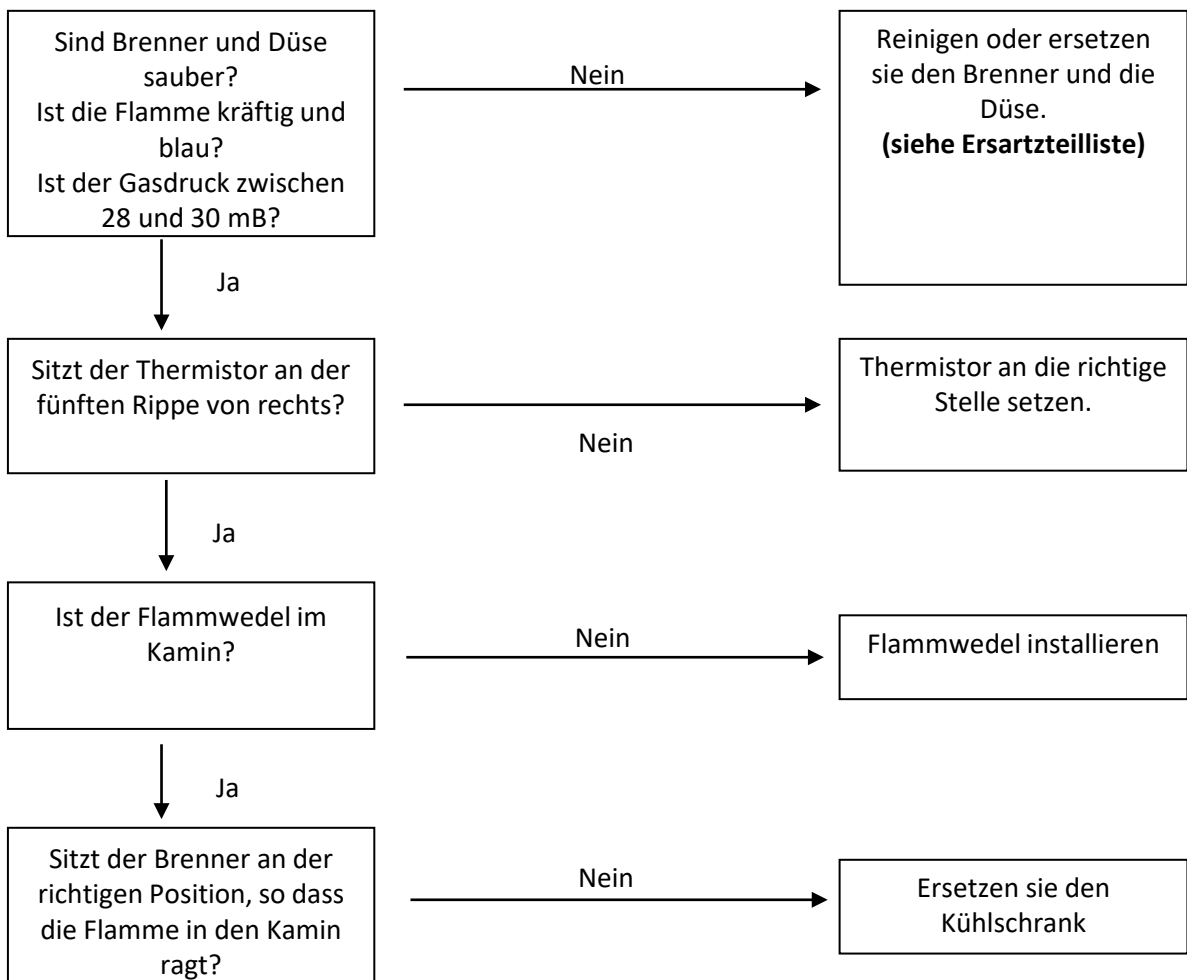 Sind Brenner und Düse
sauber?
Ist die Flamme kräftig und
blau?
Ist der Gasdruck zwischen
28 und 30 mB?
Nein
Reinigen oder ersetzen
sie den Brenner und die
Düse.
(siehe Ersartzteilliste)
Ja
Sitzt der Thermistor an der
fünften Rippe von rechts?
Nein
Thermistor an die richtige
Stelle setzen.
Ja
Ist der Flammwedel im
Kamin?
Nein
Flammwedel installieren
Ja
Sitzt der Brenner an der
richtigen Position, so dass
die Flamme in den Kamin
ragt?
Nein
Ersetzen sie den
Kühlschrank